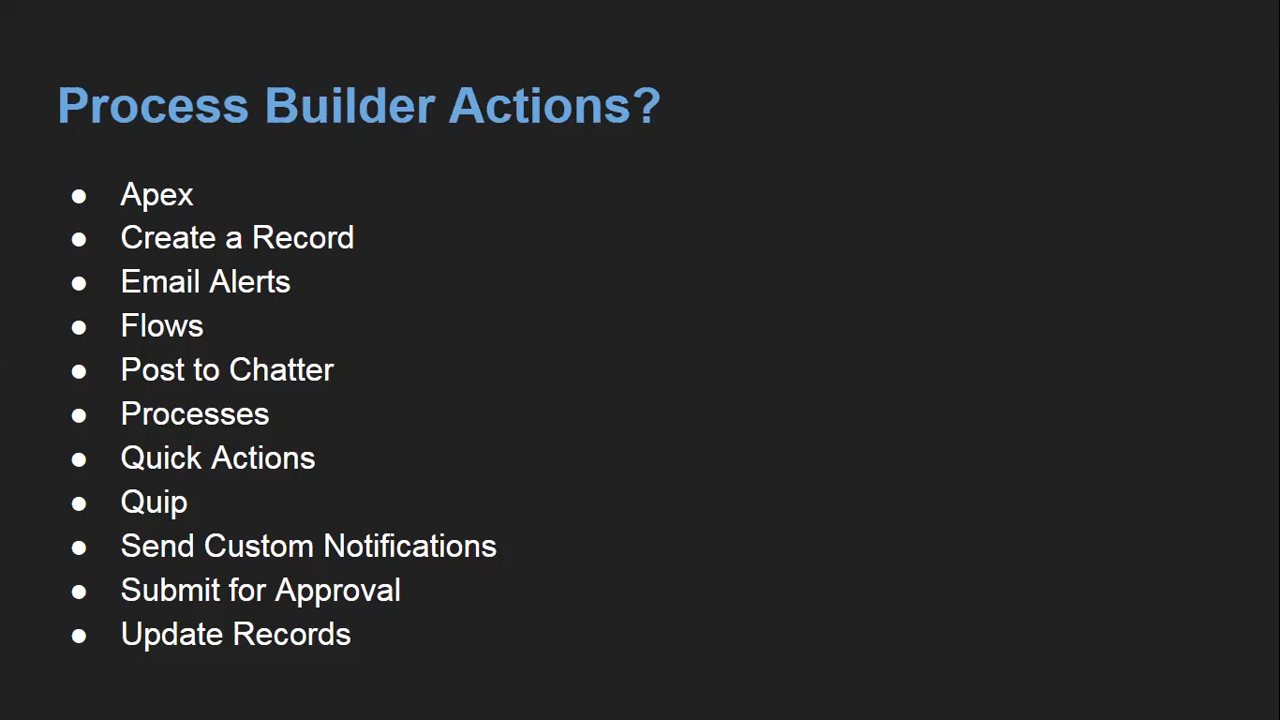 Process Builder Actions?
● Apex
● Create a Record
● Email Alerts
● Flows
● Post to Chatter
● Processes
● Quick Actions
● Quip
● Send Custom Notifications
● Submit for Approval
● Update Records